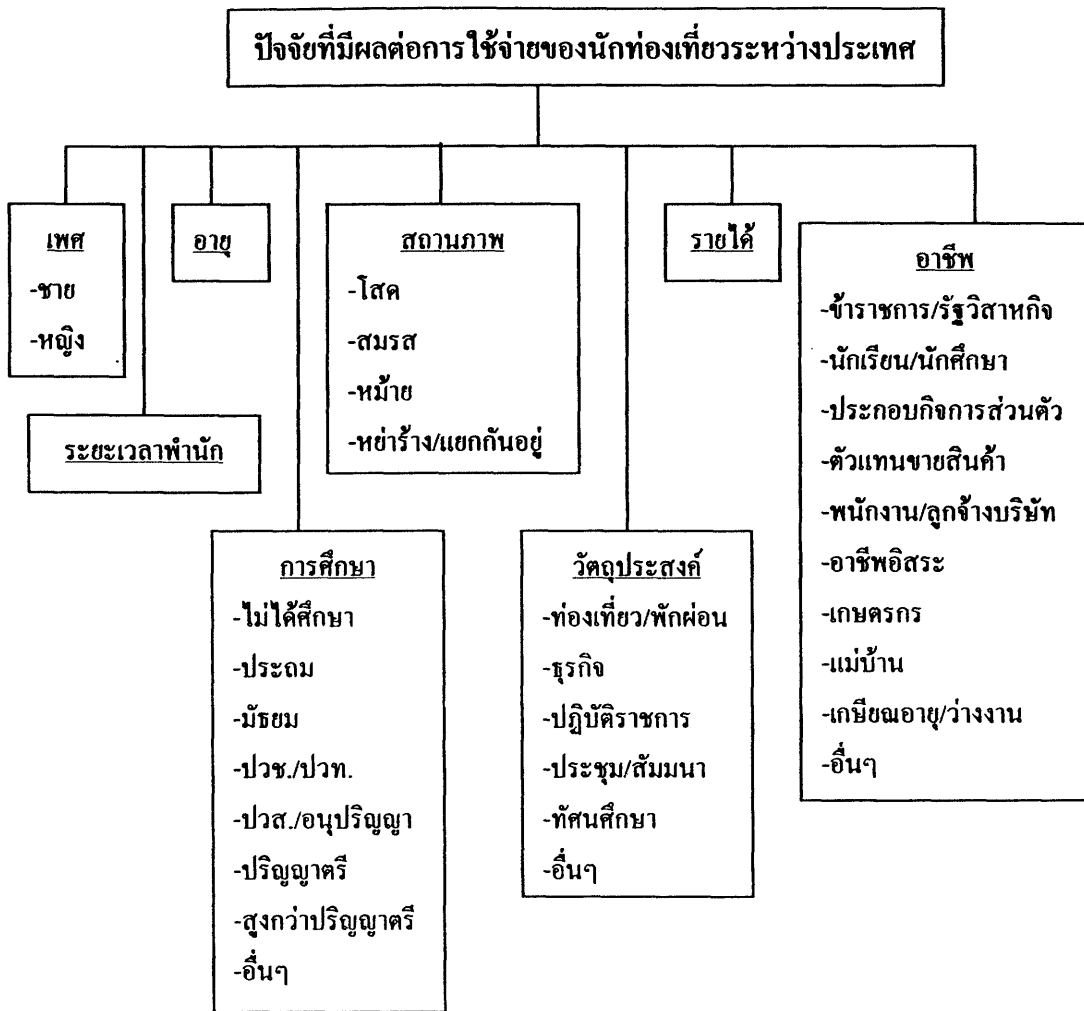 ปัจจัยที่มีผลต่อการใช้จ่ายของนักท่องเที่ยวระหว่างประเทศ
เพศ
-ชาย
-หญิง
ระยะเวลาพำนัก
อายุ
การศึกษา
-ไม่ได้ศึกษา
-ประถม
-มัธยม
-ปวช./ปวท.
-ปวส./อนุปริญญา
-ปริญญาตรี
-สูงกว่าปริญญาตรี
-อื่นๆ
สถานภาพ
-โสด
-สมรส
-หม้าย
-หย่าร้าง/แยกกันอยู่
วัตถุประสงค์
-ท่องเที่ยว/พักผ่อน
-ธุรกิจ
-ปฏิบัติราชการ
-ประชุม/สัมมนา
-ทัศนศึกษา
-อื่นๆ
รายได้
อาชีพ
-ข้าราชการ/รัฐวิสาหกิจ
-นักเรียน/นักศึกษา
-ประกอบกิจการส่วนตัว
-ตัวแทนขายสินค้า
-พนักงาน/ลูกจ้างบริษัท
-อาชีพอิสระ
-เกษตรกร
-แม่บ้าน
-เกษียณอายุ/ว่างงาน
-อื่นๆ